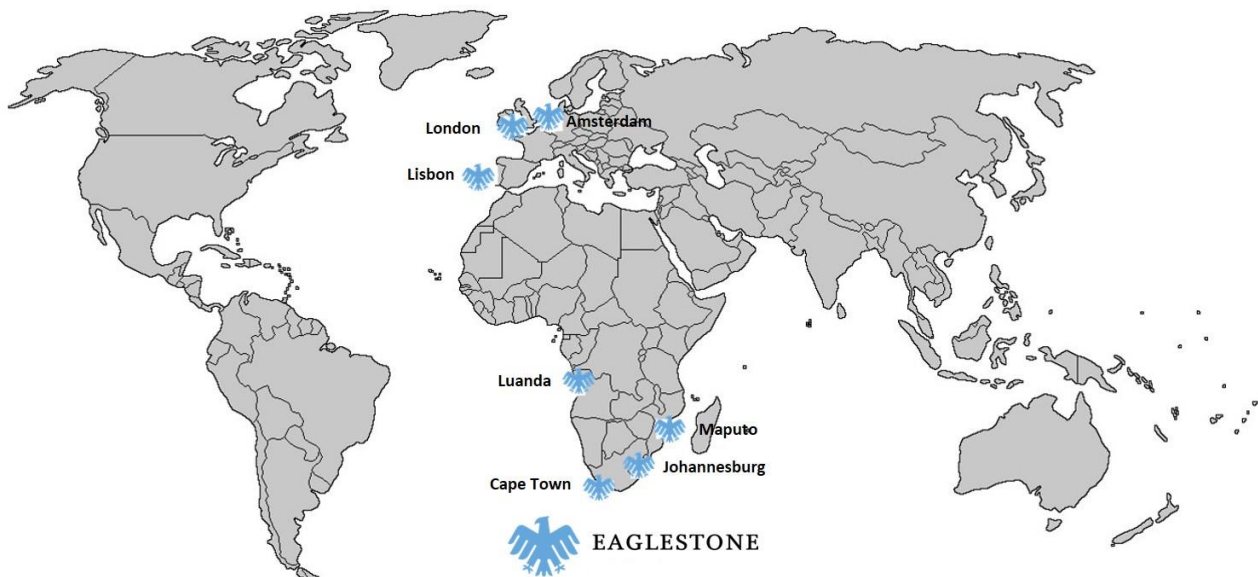 London
Amsterdam
Lisbon
Luanda
Maputo
Johannesburg
Cape Town
EAGLESTONE